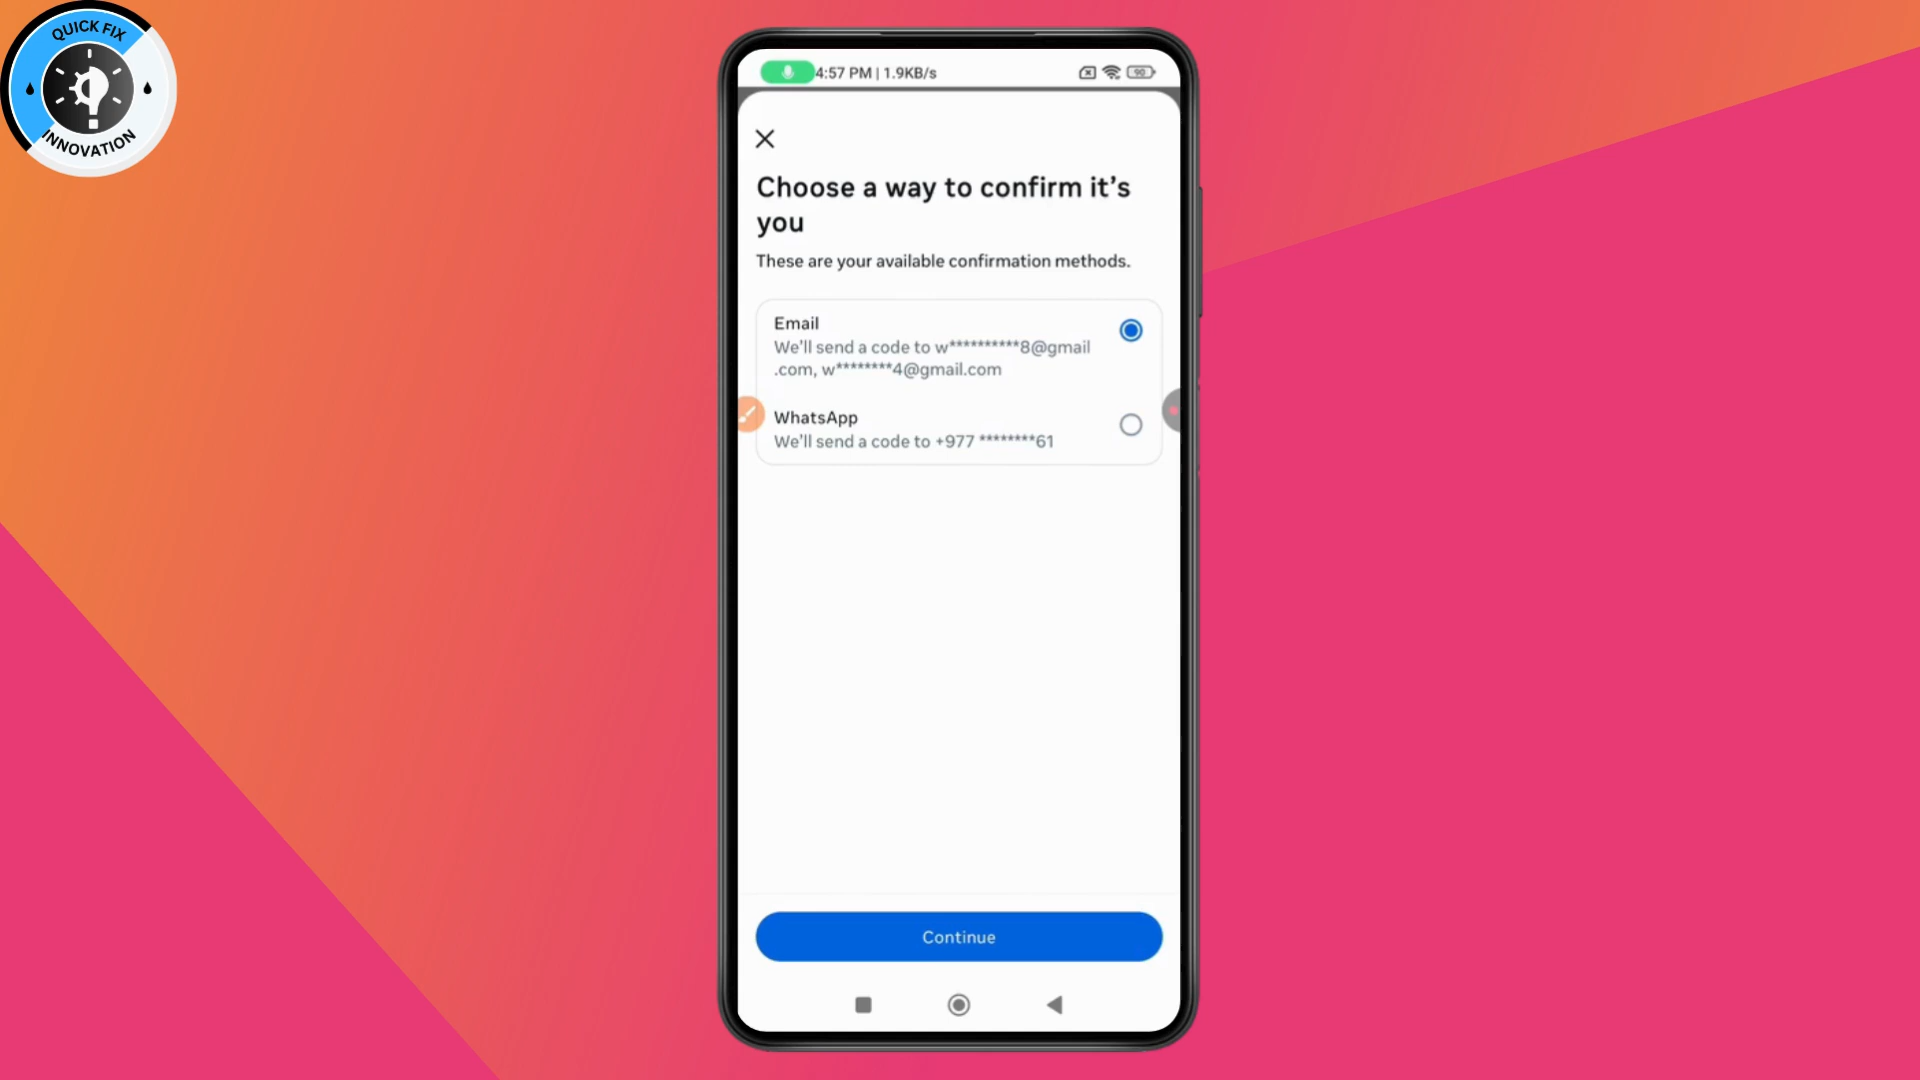 QUICK FIX
INNOVATION
4:57 PM | 1.9KB/s
90
Choose a way to confirm it’s
you
These are your available confirmation methods.
Email
We’ll send a code to w**********8@gmail
.com, w********4@gmail.com
WhatsApp
We’ll send a code to +977 ********61
Continue